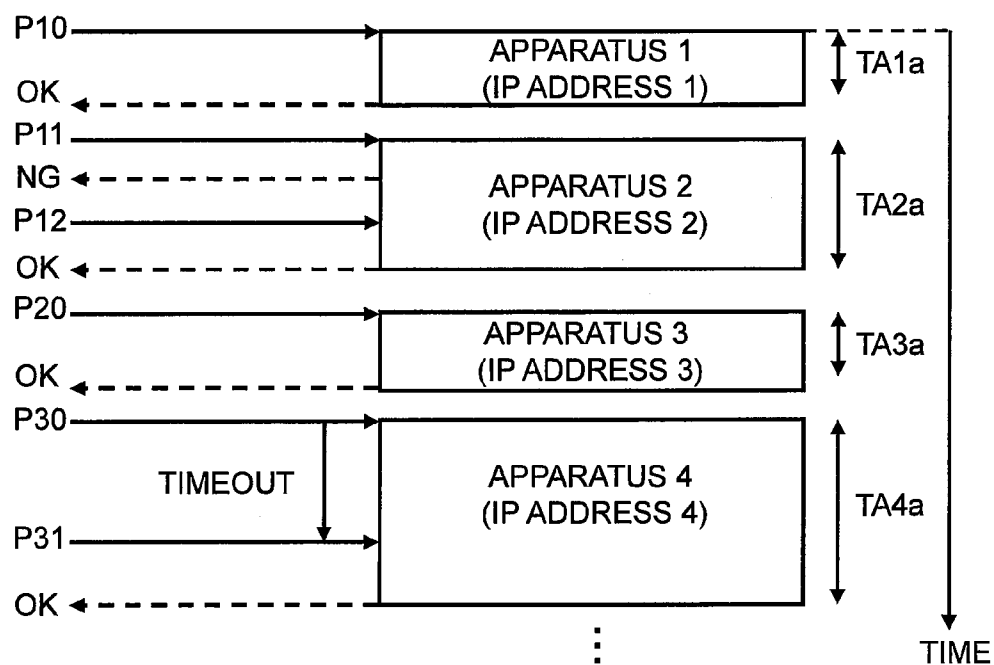 P10
APPARATUS 1
(IP ADDRESS 1)
TA1a
OK
P11
NG
APPARATUS 2
(IP ADDRESS 2)
TA2a
P12
OK
P20
APPARATUS 3
(IP ADDRESS 3)
TA3a
OK
P30
TIMEOUT
APPARATUS 4
(IP ADDRESS 4)
TA4a
P31
OK
TIME